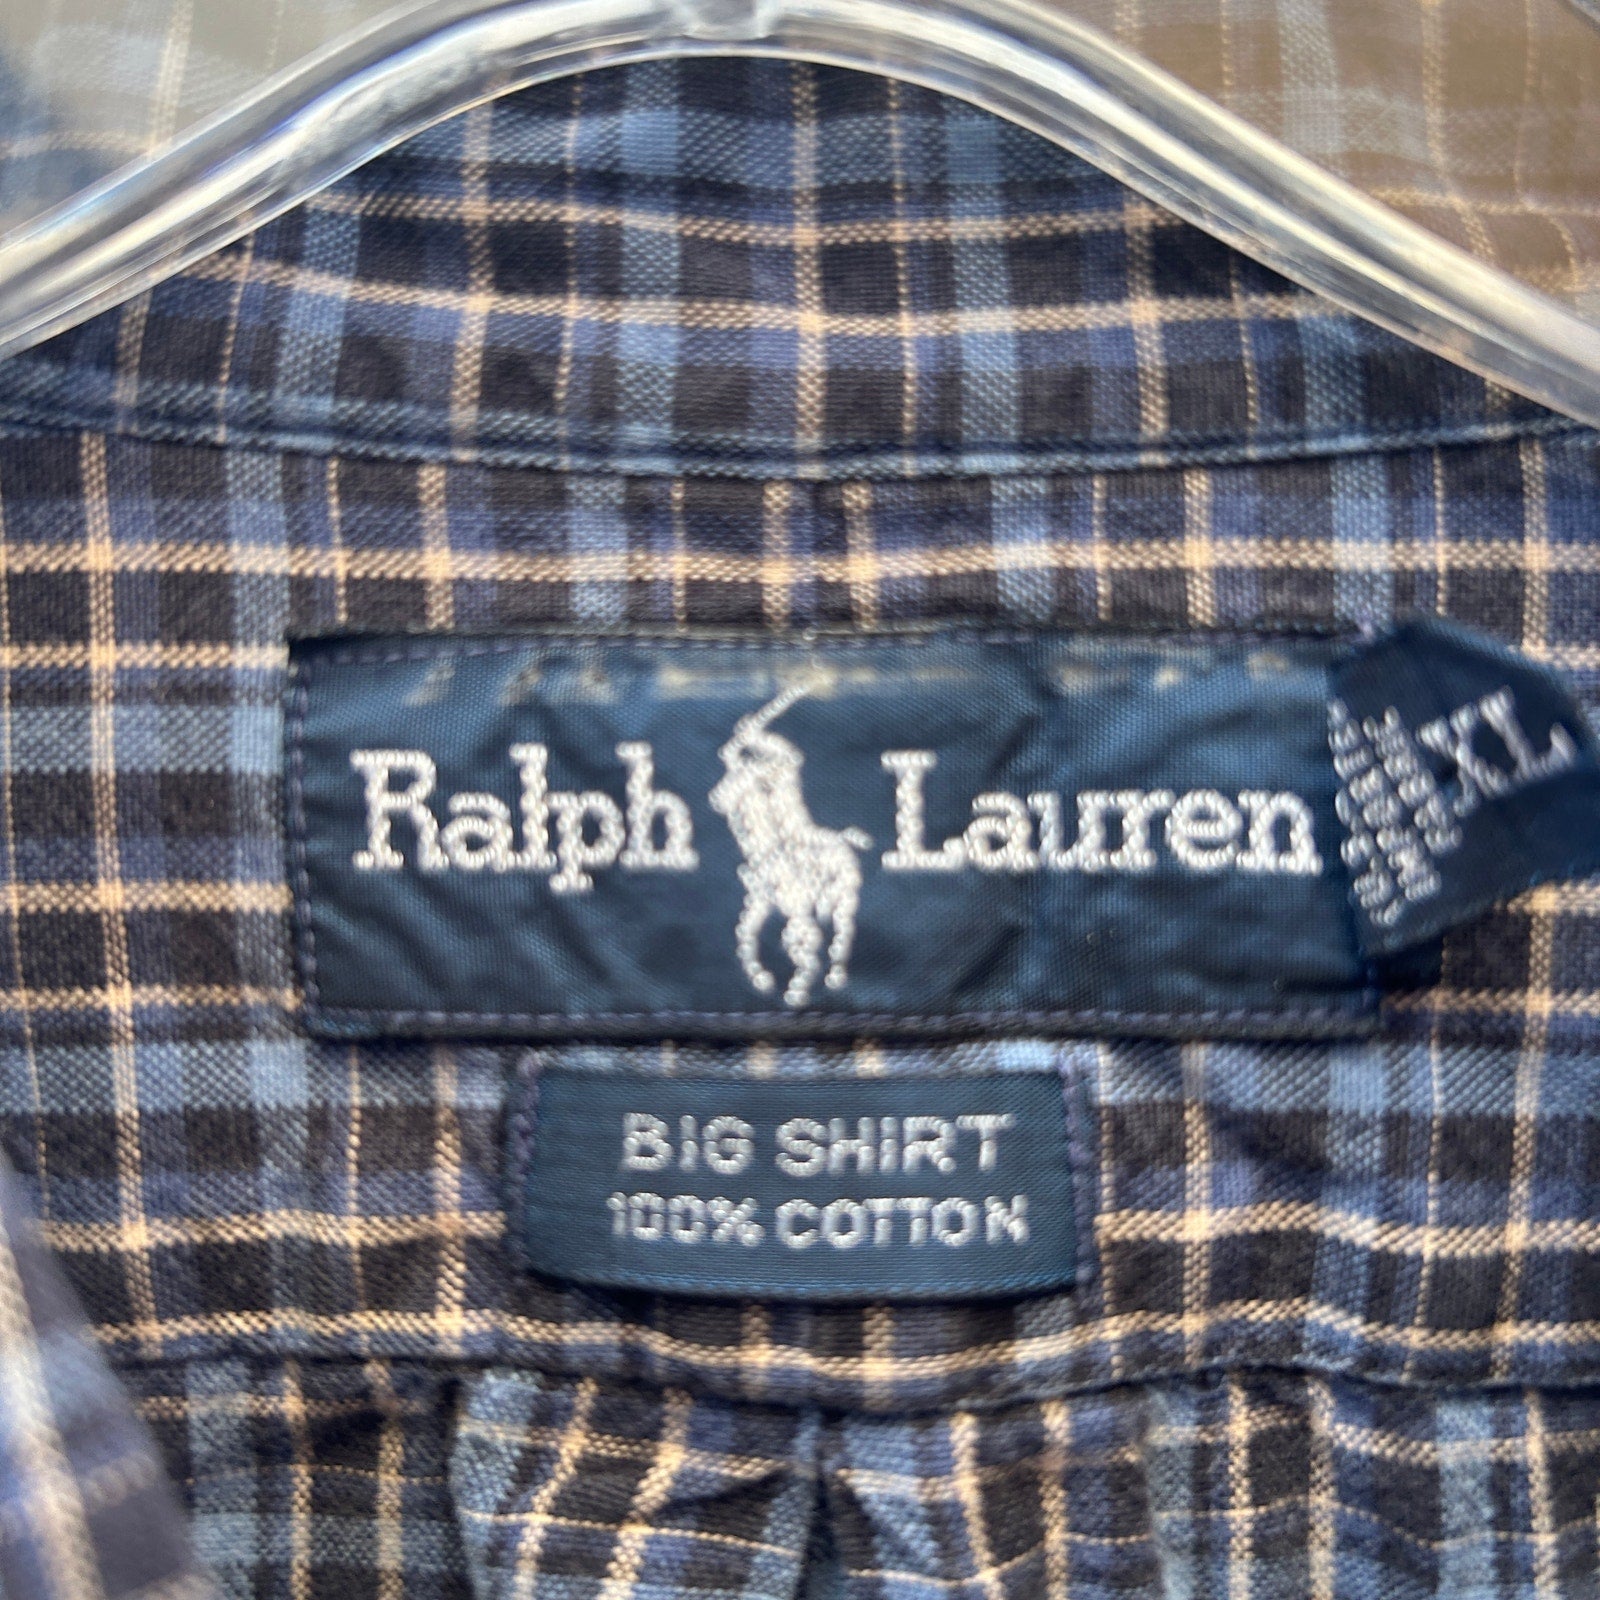 Ralph Lauren
XL
BIG SHIRT
100% COTTON